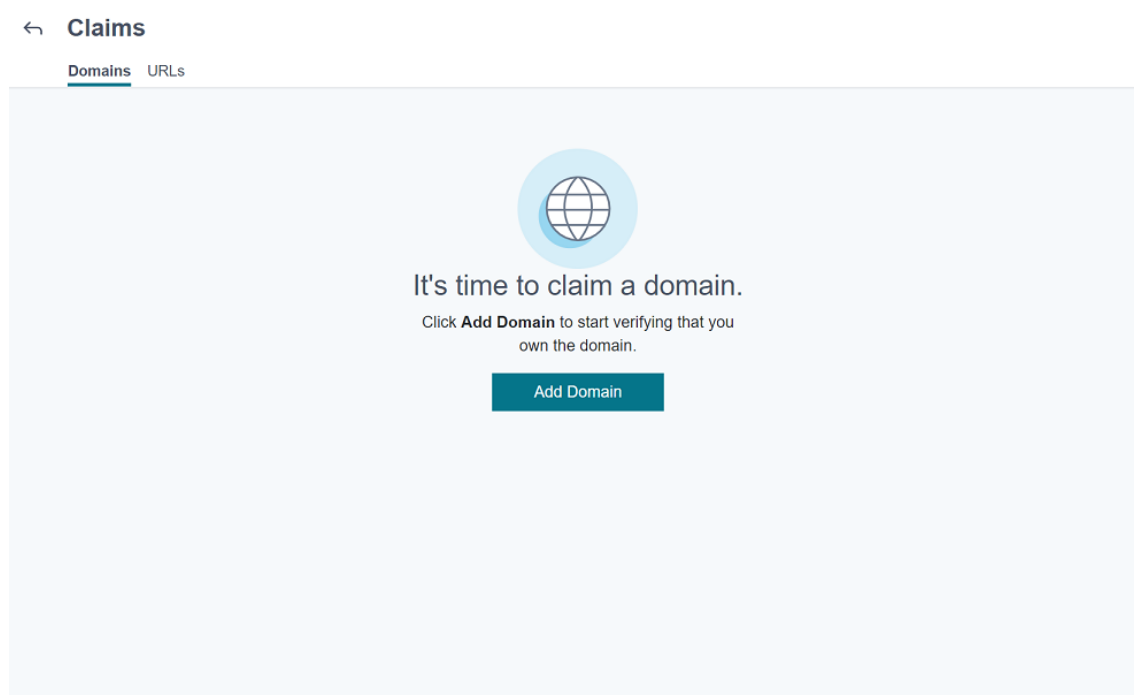 Claims
Domains URLs
It's time to claim a domain.
Click Add Domain to start verifying that you
own the domain.
Add Domain